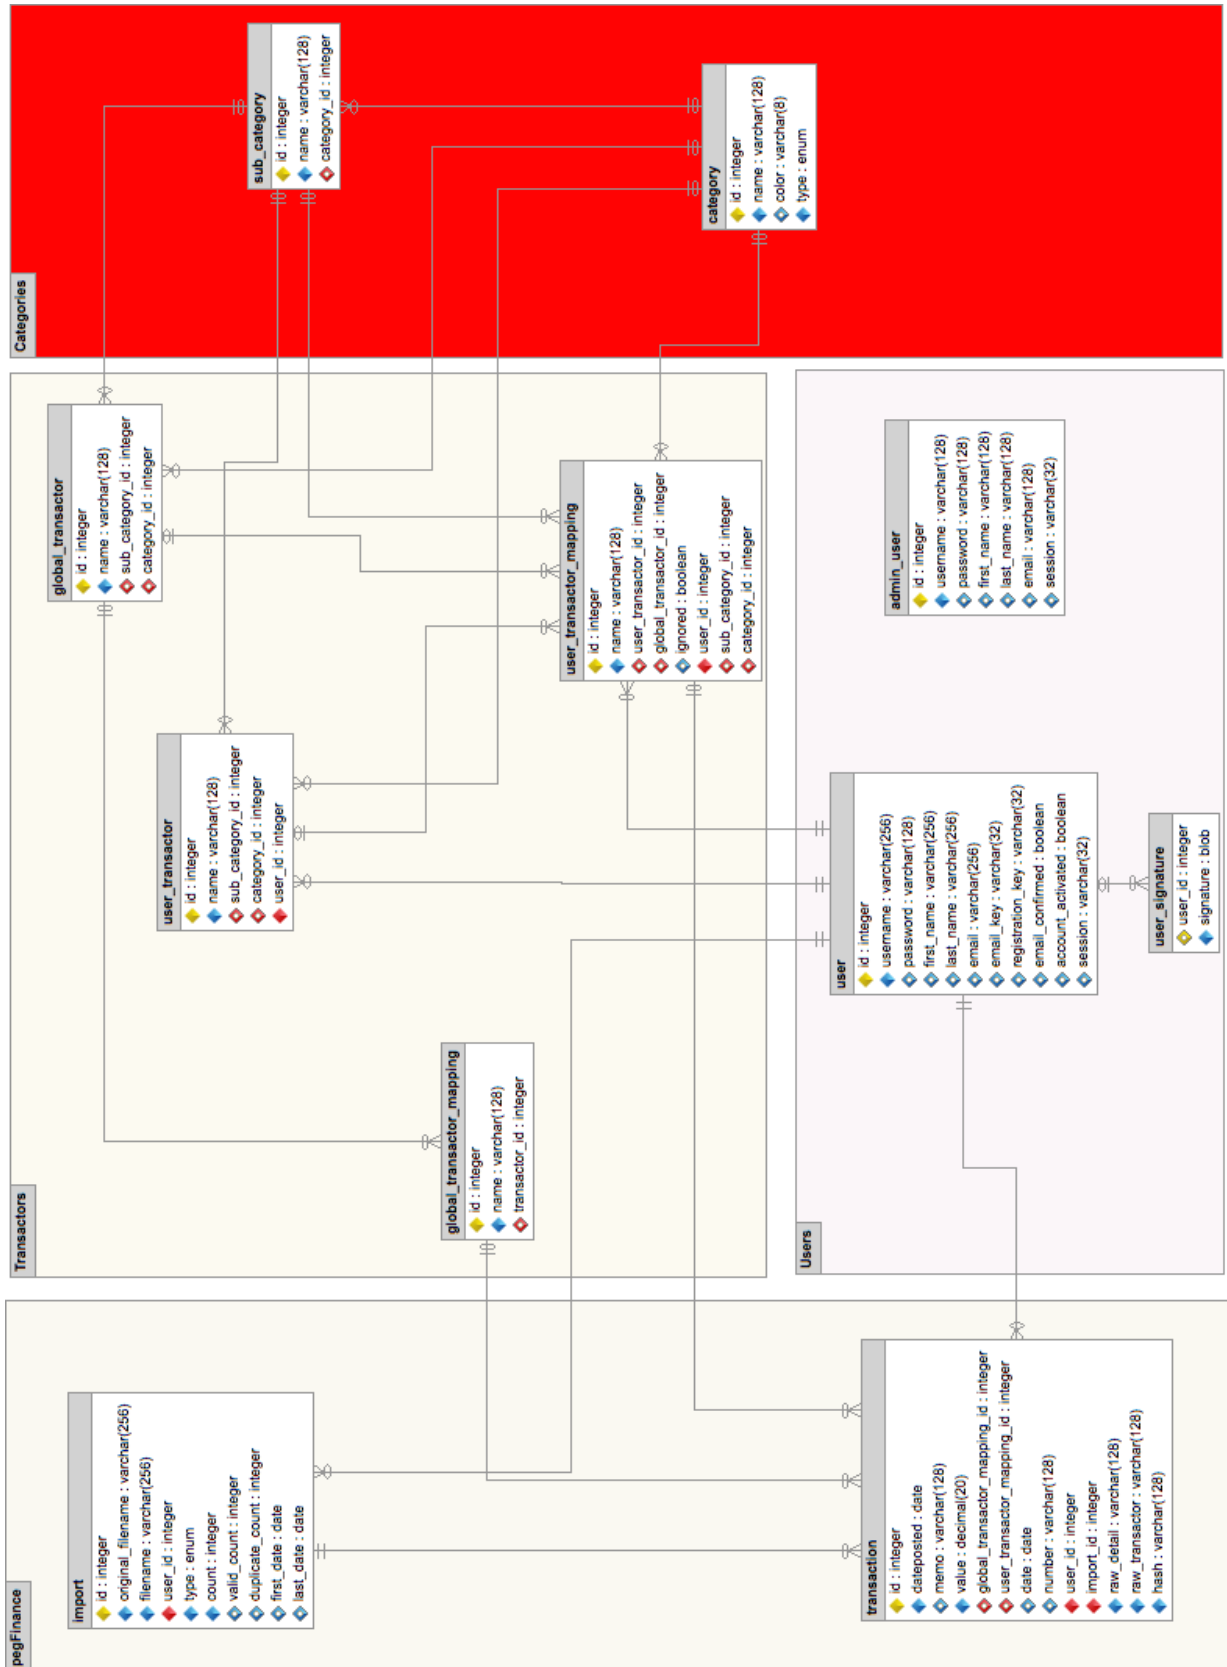 pegFinance
import
id : integer
original_filename : varchar(256)
filename : varchar(256)
user_id : integer
type : enum
count : integer
valid_count : integer
duplicate_count : integer
first_date : date
last_date : date
transaction
id : integer
dateposted : date
memo : varchar(128)
value : decimal(20)
global_transactor_mapping_id : integer
user_transactor_mapping_id : integer
date : date
number : varchar(128)
user_id : integer
import_id : integer
raw_detail : varchar(128)
raw_transactor : varchar(128)
hash : varchar(128)
Transactors
global_transactor_mapping
id : integer
name : varchar(128)
transactor_id : integer
user_transactor
id : integer
name : varchar(128)
sub_category_id : integer
category_id : integer
user_id : integer
global_transactor
id : integer
name : varchar(128)
sub_category_id : integer
category_id : integer
user_transactor_mapping
id : integer
name : varchar(128)
user_transactor_id : integer
global_transactor_id : integer
ignored : boolean
user_id : integer
sub_category_id : integer
category_id : integer
Users
user
id : integer
username : varchar(256)
password : varchar(128)
first_name : varchar(256)
last_name : varchar(256)
email : varchar(256)
email_key : varchar(32)
registration_key : varchar(32)
email_confirmed : boolean
account_activated : boolean
session : varchar(32)
user_signature
user_id : integer
signature : blob
admin_user
id : integer
username : varchar(128)
password : varchar(128)
first_name : varchar(128)
last_name : varchar(128)
email : varchar(128)
session : varchar(32)
Categories
sub_category
id : integer
name : varchar(128)
category_id : integer
category
id : integer
name : varchar(128)
color : varchar(8)
type : enum